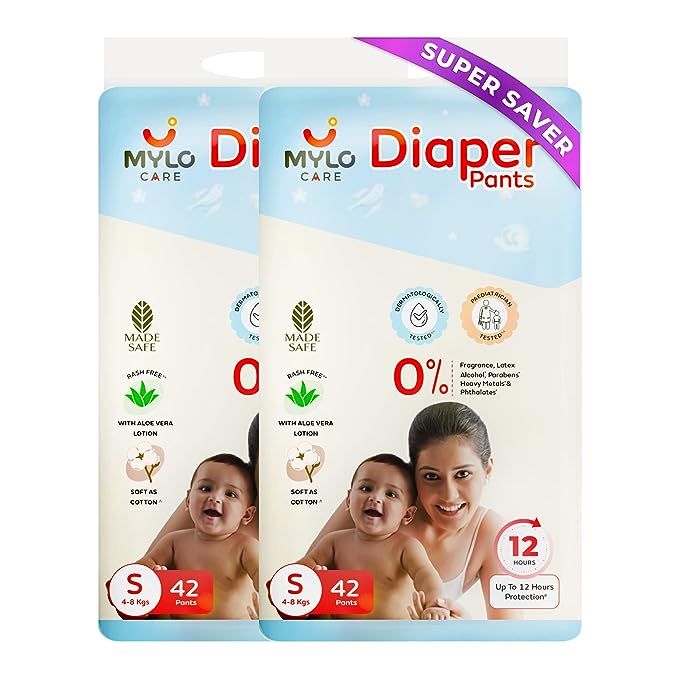 SUPER SAVER
MYLO
CARE
Di
MADE
SAFE
RASH FREE**
WITH ALOE VERA
LOTION
SOFT AS
COTTON^
0
S
4-8 Kgs
42
Pants
MYLO
CARE
Diaper
Pants
DERMATOLOGICALLY
TESTED**
PAEDIATRICIAN
TESTED**
MADE
SAFE
0%
Fragrance, Latex
Alcohol, Parabens
Heavy Metals &
Phthalates
RASH FREE**
WITH ALOE VERA
LOTION
SOFT AS
COTTON^
S
4-8 Kgs
42
Pants
12
HOURS
Up To 12 Hours
Protection*